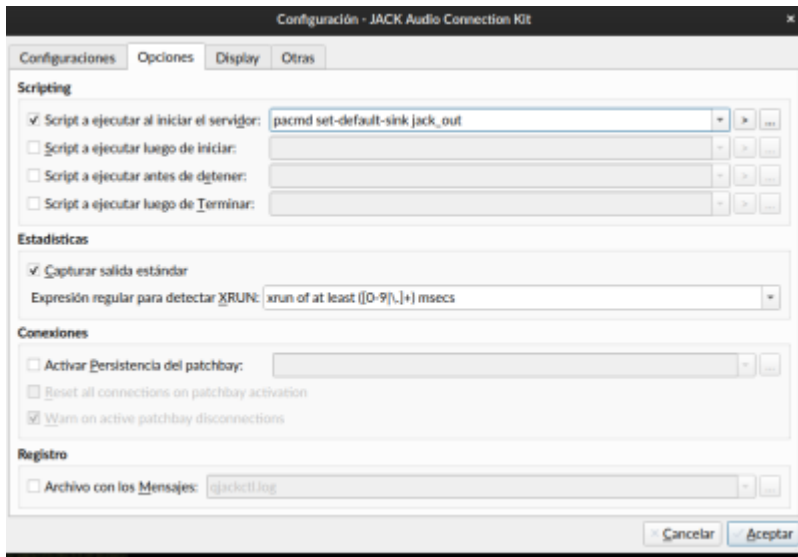 Configuración - JACK Audio Connection Kit
Configuraciones Opciones Display Otras
Scripting
Script a ejecutar al iniciar el servidor: pacmd set-default-sink jack_out > ...
Script a ejecutar luego de iniciar: > ...
Script a ejecutar antes de detener: > ...
Script a ejecutar luego de Terminar: > ...
Estadísticas
Capturar salida estándar
Expresión regular para detectar XRUN: xrun of at least ([0-9|\.]+) msecs
Conexiones
Activar Persistencia del patchbay: ...
Reset all connections on patchbay activation
Warn on active patchbay disconnections
Registro
Archivo con los Mensajes: qjackctl.log ...
Cancelar Aceptar